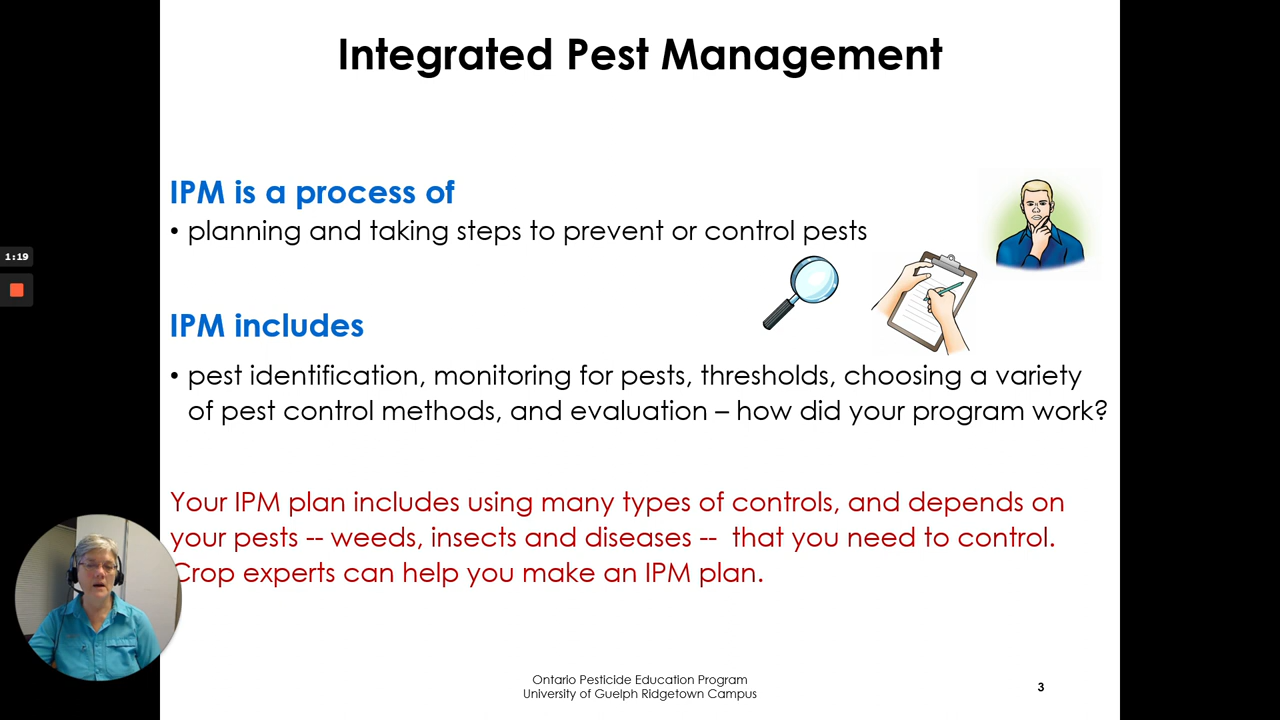 Integrated Pest Management
IPM is a process of
• planning and taking steps to prevent or control pests
1:19
IPM includes
• pest identification, monitoring for pests, thresholds, choosing a variety
of pest control methods, and evaluation – how did your program work?
Your IPM plan includes using many types of controls, and depends on
your pests -- weeds, insects and diseases -- that you need to control.
Crop experts can help you make an IPM plan.
Ontario Pesticide Education Program
University of Guelph Ridgetown Campus
3